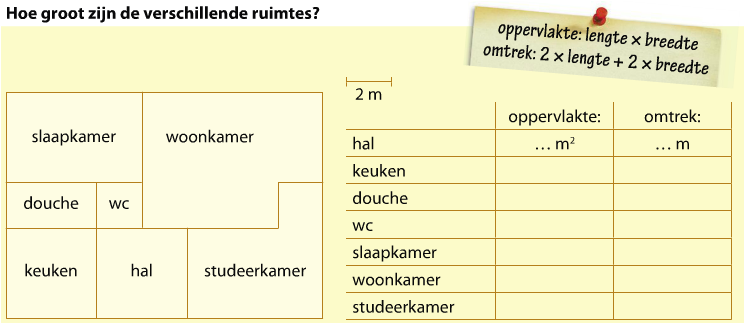 Hoe groot zijn de verschillende ruimtes?
oppervlakte: lengte × breedte
omtrek: 2 × lengte + 2 × breedte
2 m
slaapkamer
woonkamer
douche
wc
keuken
hal
studeerkamer
oppervlakte: omtrek:
hal … m² … m
keuken
douche
wc
slaapkamer
woonkamer
studeerkamer